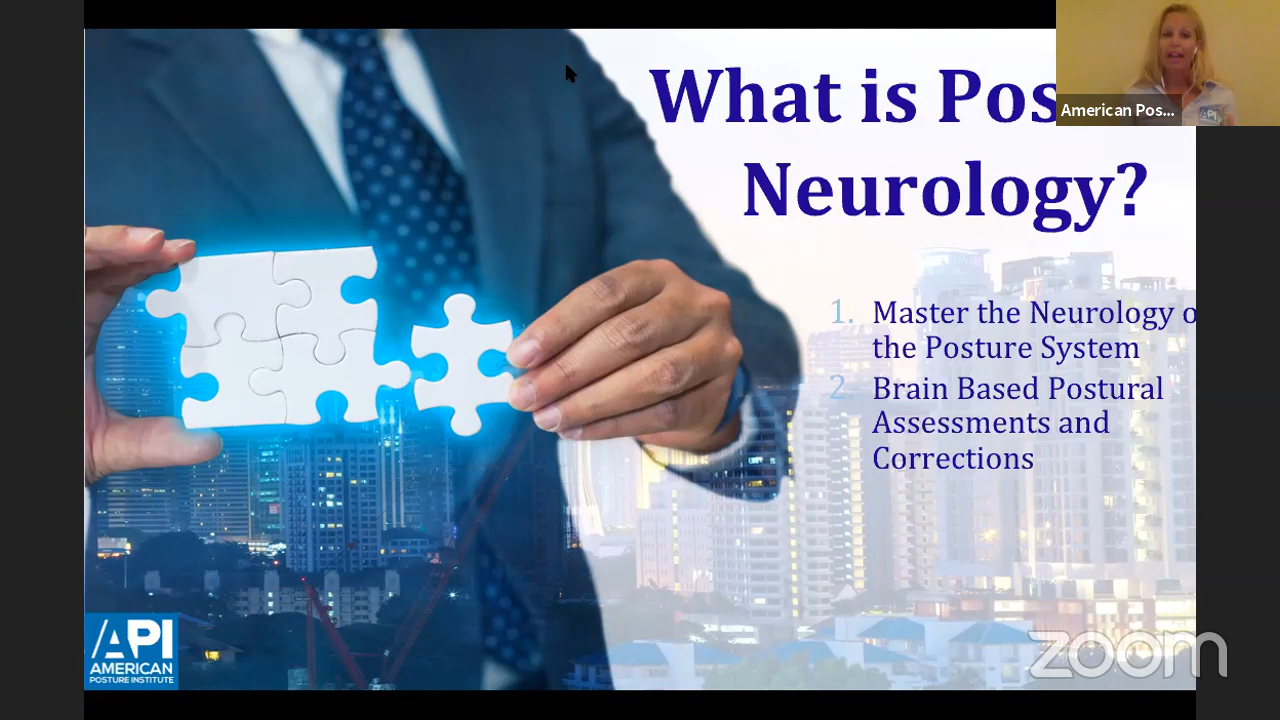 What is Pos
Neurology?
American Pos...
API
1. Master the Neurology o
the Posture System
2. Brain Based Postural
Assessments and
Corrections
API
AMERICAN
POSTURE INSTITUTE
zoom